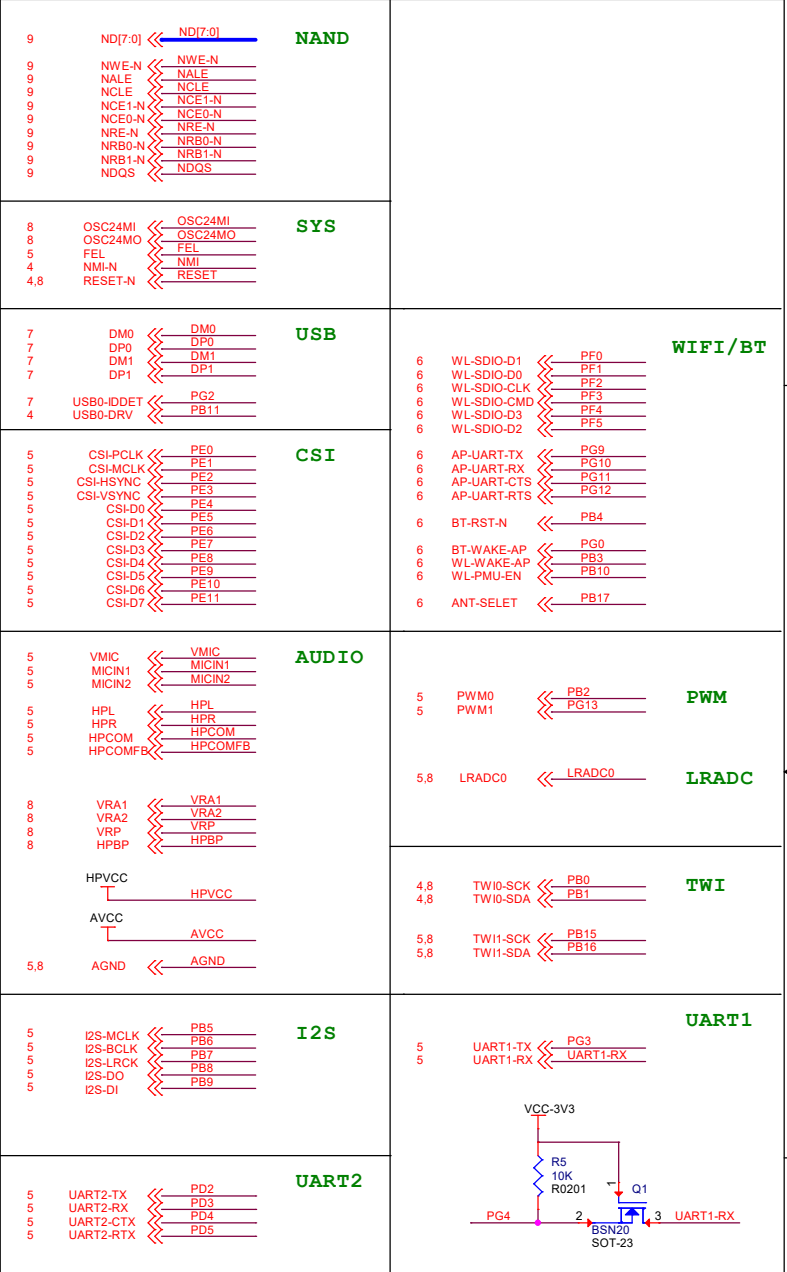 9 ND[7:0] ND[7:0] NAND
9 NWE-N NWE-N
9 NALE NALE
9 NCLE NCLE
9 NCE1-N NCE1-N
9 NCE0-N NCE0-N
9 NRE-N NRE-N
9 NRB0-N NRB0-N
9 NRB1-N NRB1-N
9 NDQS NDQS
SYS
8 OSC24MI OSC24MI
8 OSC24MO OSC24MO
5 FEL FEL
4 NMI-N NMI
4,8 RESET-N RESET
USB
7 DM0 DM0
7 DP0 DP0
7 DM1 DM1
7 DP1 DP1
7 USB0-IDDET PG2
4 USB0-DRV PB11
CSI
5 CSI-PCLK PE0
5 CSI-MCLK PE1
5 CSI-HSYNC PE2
5 CSI-VSYNC PE3
5 CSI-D0 PE4
5 CSI-D1 PE5
5 CSI-D2 PE6
5 CSI-D3 PE7
5 CSI-D4 PE8
5 CSI-D5 PE9
5 CSI-D6 PE10
5 CSI-D7 PE11
AUDIO
5 VMIC VMIC
5 MICIN1 MICIN1
5 MICIN2 MICIN2
5 HPL HPL
5 HPR HPR
5 HPCOM HPCOM
5 HPCOMFB HPCOMFB
8 VRA1 VRA1
8 VRA2 VRA2
8 VRP VRP
8 HPBP HPBP
HPVCC
HPVCC
AVCC
AVCC
5,8 AGND AGND
I2S
5 I2S-MCLK PB5
5 I2S-BCLK PB6
5 I2S-LRCK PB7
5 I2S-DO PB8
5 I2S-DI PB9
UART2
5 UART2-TX PD2
5 UART2-RX PD3
5 UART2-CTX PD4
5 UART2-RTX PD5
WIFI/BT
6 WL-SDIO-D1 PF0
6 WL-SDIO-D0 PF1
6 WL-SDIO-CLK PF2
6 WL-SDIO-CMD PF3
6 WL-SDIO-D3 PF4
6 WL-SDIO-D2 PF5
6 AP-UART-TX PG9
6 AP-UART-RX PG10
6 AP-UART-CTS PG11
6 AP-UART-RTS PG12
6 BT-RST-N PB4
6 BT-WAKE-AP PG0
6 WL-WAKE-AP PB3
6 WL-PMU-EN PB10
6 ANT-SELET PB17
PWM
5 PWM0 PB2
5 PWM1 PG13
5,8 LRADC0 LRADC0 LRADC
TWI
4,8 TWI0-SCK PB0
4,8 TWI0-SDA PB1
5,8 TWI1-SCK PB15
5,8 TWI1-SDA PB16
UART1
5 UART1-TX PG3
5 UART1-RX UART1-RX
VCC-3V3
R5
10K
R0201
1
Q1
PG4 2 3 UART1-RX
BSN20
SOT-23